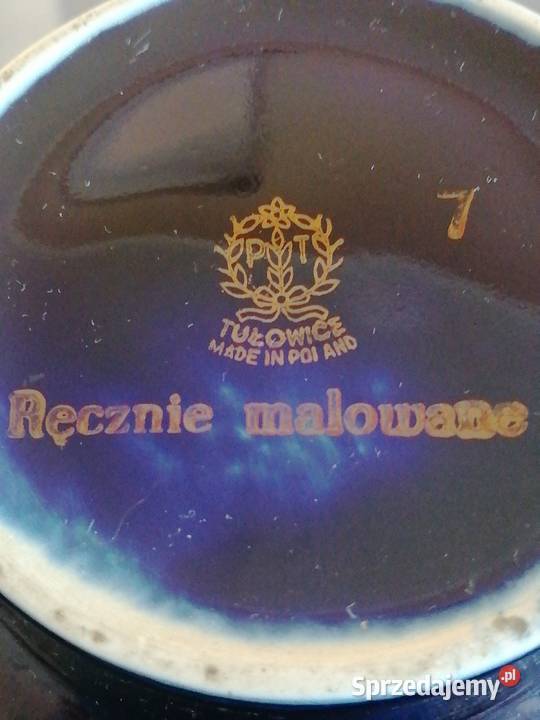 7
P T
TUŁOWICE
MADE IN POLAND
Ręcznie malowane
Sprzedajemy.pl